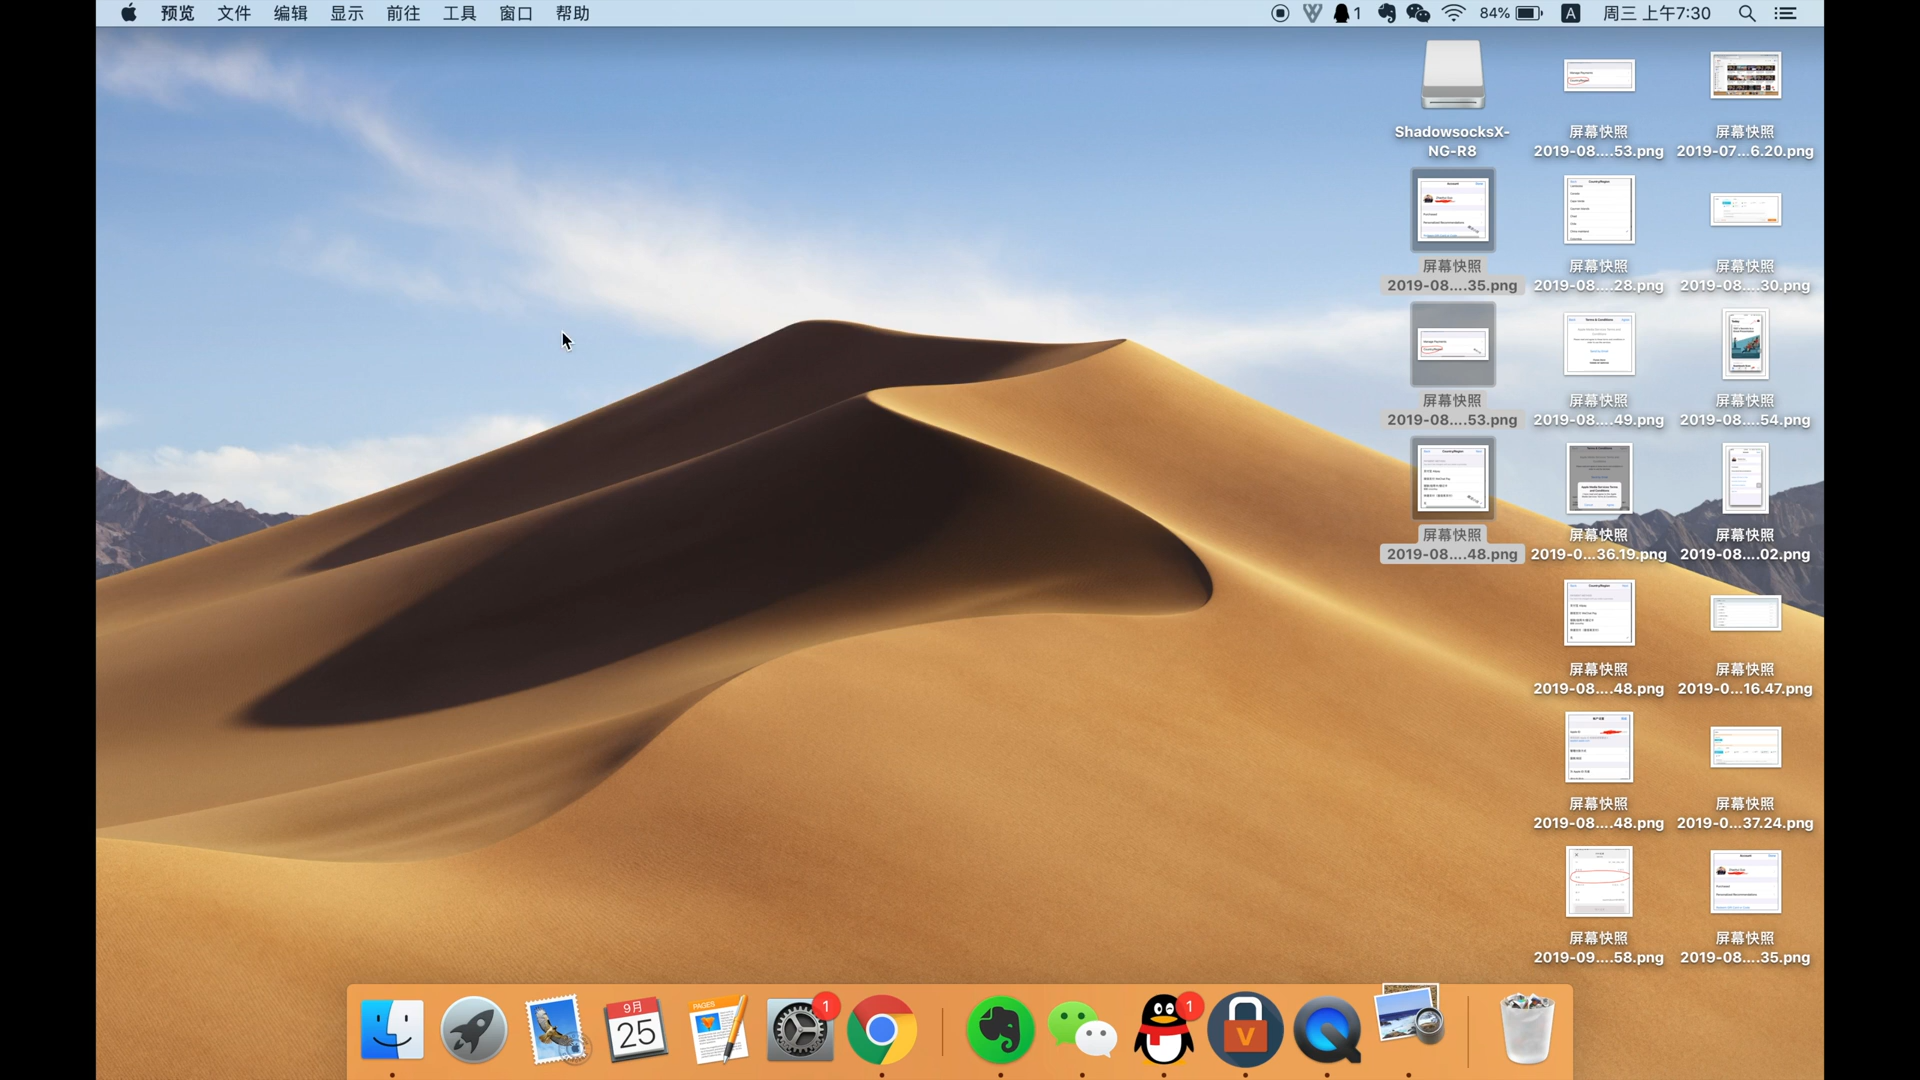 预览 文件 编辑 显示 前往 工具 窗口 帮助 1 84% A 周三 上午7:30
ShadowsocksX-
NG-R8
屏幕快照
2019-08....53.png
屏幕快照
2019-07...6.20.png
屏幕快照
2019-08....35.png
屏幕快照
2019-08....28.png
屏幕快照
2019-08....30.png
屏幕快照
2019-08....53.png
屏幕快照
2019-08....49.png
屏幕快照
2019-08....54.png
屏幕快照
2019-08....48.png
屏幕快照
2019-0...36.19.png
屏幕快照
2019-08....02.png
屏幕快照
2019-08....48.png
屏幕快照
2019-0...16.47.png
屏幕快照
2019-08....48.png
屏幕快照
2019-0...37.24.png
屏幕快照
2019-09....58.png
屏幕快照
2019-08....35.png
9月
25
PAGES
1
1
V